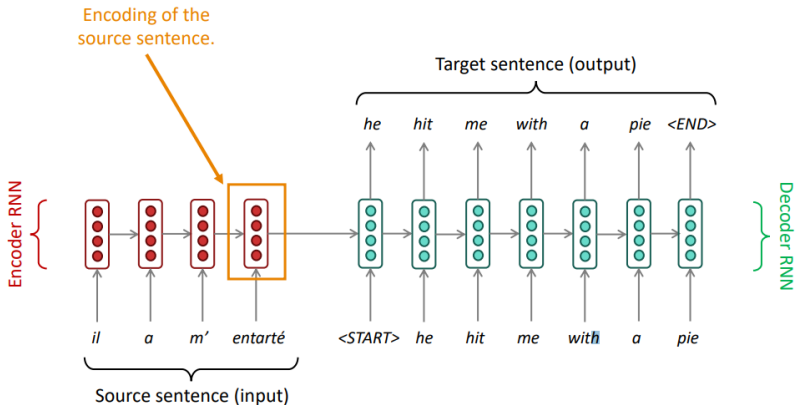 Encoding of the
source sentence.
Target sentence (output)
he hit me with a pie <END>
Encoder RNN
Decoder RNN
il a m’ entarté <START> he hit me with a pie
Source sentence (input)